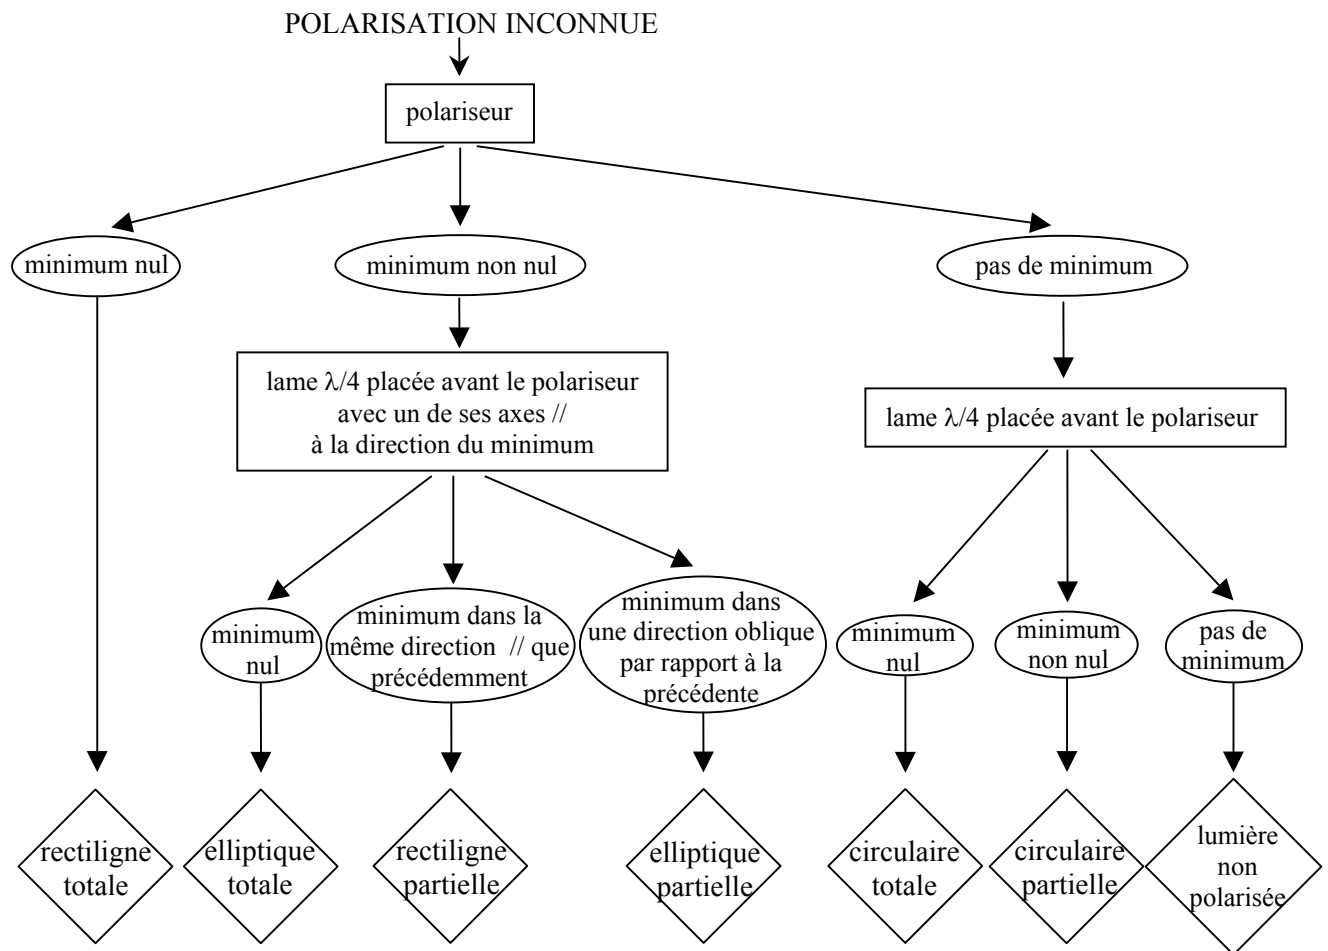 POLARISATION INCONNUE
polariseur
minimum nul
minimum non nul
pas de minimum
lame λ/4 placée avant le polariseur
avec un de ses axes //
à la direction du minimum
lame λ/4 placée avant le polariseur
minimum
nul
minimum dans la
même direction // que
précédemment
minimum dans
une direction oblique
par rapport à la
précédente
minimum
nul
minimum
non nul
pas de
minimum
rectiligne
totale
elliptique
totale
rectiligne
partielle
elliptique
partielle
circulaire
totale
circulaire
partielle
lumière
non
polarisée